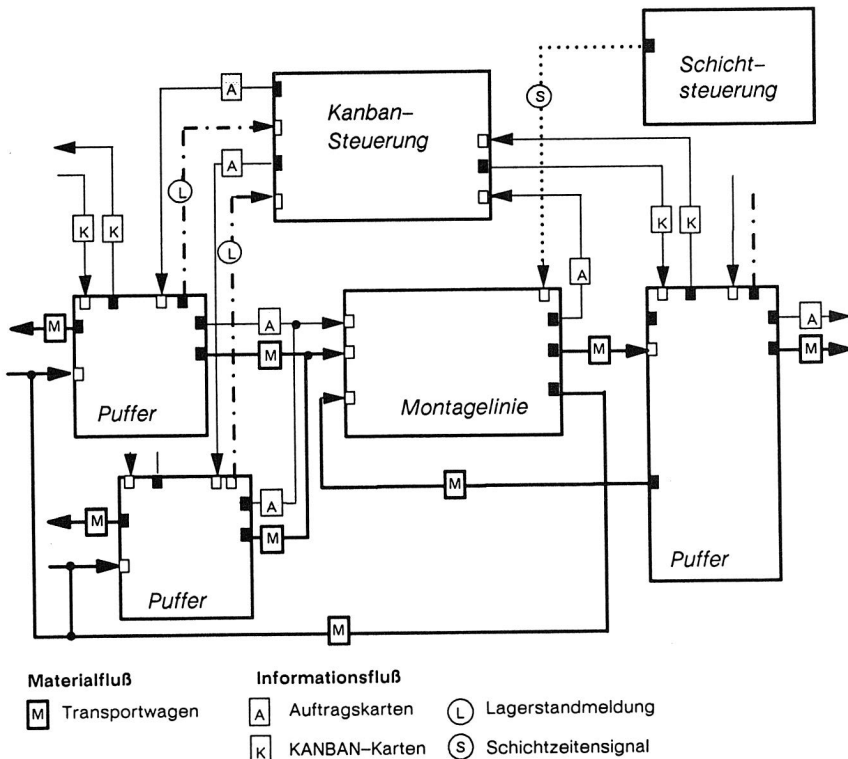 Schicht-
steuerung
A
Kanban-
Steuerung
S
A
L
K
K
L
K
K
A
M
A
M
A
M
M
Puffer
Montagelinie
A
M
M
M
Puffer
Puffer
M
Materialfluß
Informationsfluß
M Transportwagen
A Auftragskarten
L Lagerstandmeldung
K KANBAN-Karten
S Schichtzeitensignal